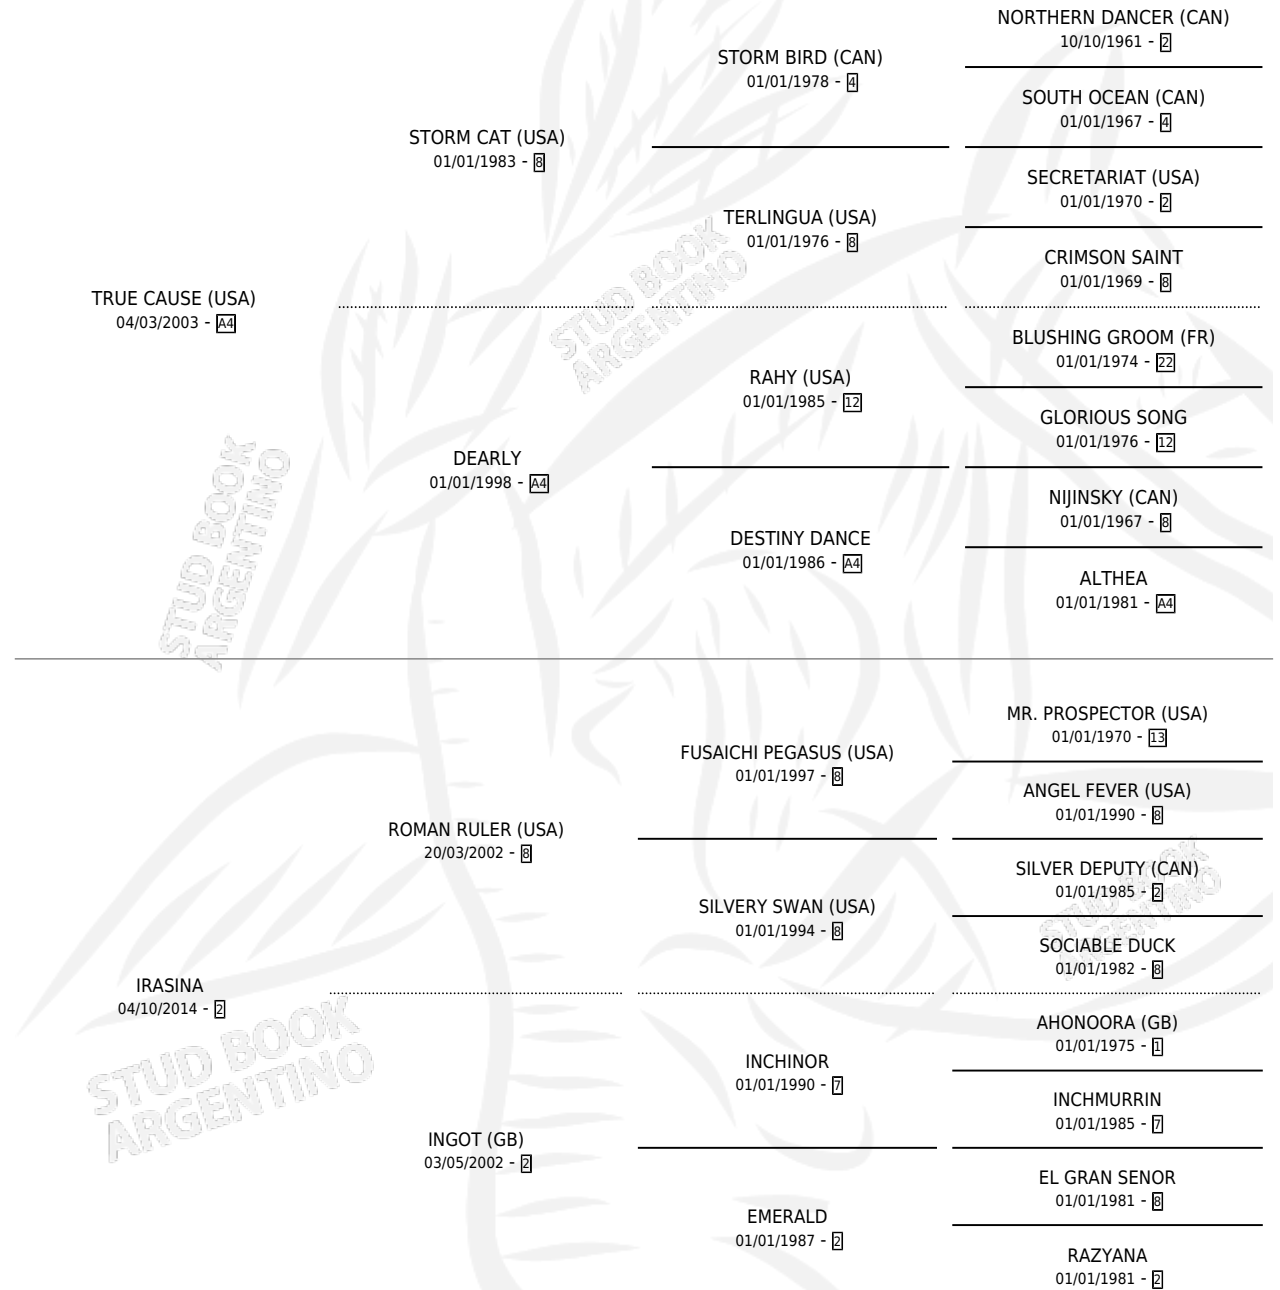 NORTHERN DANCER (CAN)
10/10/1961 - 2
STORM BIRD (CAN)
01/01/1978 - 4
SOUTH OCEAN (CAN)
01/01/1967 - 4
STORM CAT (USA)
01/01/1983 - 8
SECRETARIAT (USA)
01/01/1970 - 2
TERLINGUA (USA)
01/01/1976 - 8
CRIMSON SAINT
01/01/1969 - 8
TRUE CAUSE (USA)
04/03/2003 - A4
BLUSHING GROOM (FR)
01/01/1974 - 22
RAHY (USA)
01/01/1985 - 12
GLORIOUS SONG
01/01/1976 - 12
DEARLY
01/01/1998 - A4
NIJINSKY (CAN)
01/01/1967 - 8
DESTINY DANCE
01/01/1986 - A4
ALTHEA
01/01/1981 - A4
MR. PROSPECTOR (USA)
01/01/1970 - 13
FUSAICHI PEGASUS (USA)
01/01/1997 - 8
ANGEL FEVER (USA)
01/01/1990 - 8
ROMAN RULER (USA)
20/03/2002 - 8
SILVER DEPUTY (CAN)
01/01/1985 - 2
SILVERY SWAN (USA)
01/01/1994 - 8
SOCIABLE DUCK
01/01/1982 - 8
IRASINA
04/10/2014 - 2
AHONOORA (GB)
01/01/1975 - 1
INCHINOR
01/01/1990 - 7
INCHMURRIN
01/01/1985 - 7
INGOT (GB)
03/05/2002 - 2
EL GRAN SENOR
01/01/1981 - 8
EMERALD
01/01/1987 - 2
RAZYANA
01/01/1981 - 2
STUD BOOK
ARGENTINO
STUD BOOK
ARGENTINO
STUD BOOK
ARGENTINO
STUD BOOK
ARGENTINO